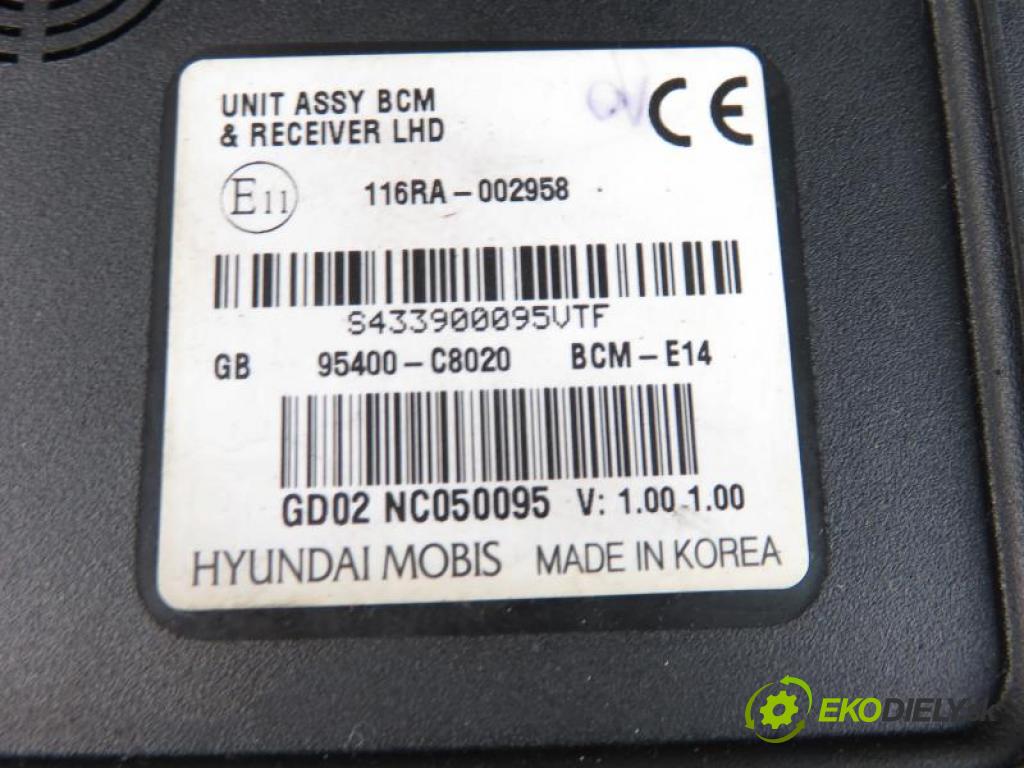 UNIT ASSY BCM
& RECEIVER LHD
CE
E11
116RA-002958
S433900095VTF
GB 95400-C8020 BCM-E14
GD02 NC050095 V: 1.00-1.00
HYUNDAI MOBIS MADE IN KOREA
EKODIELY.SK